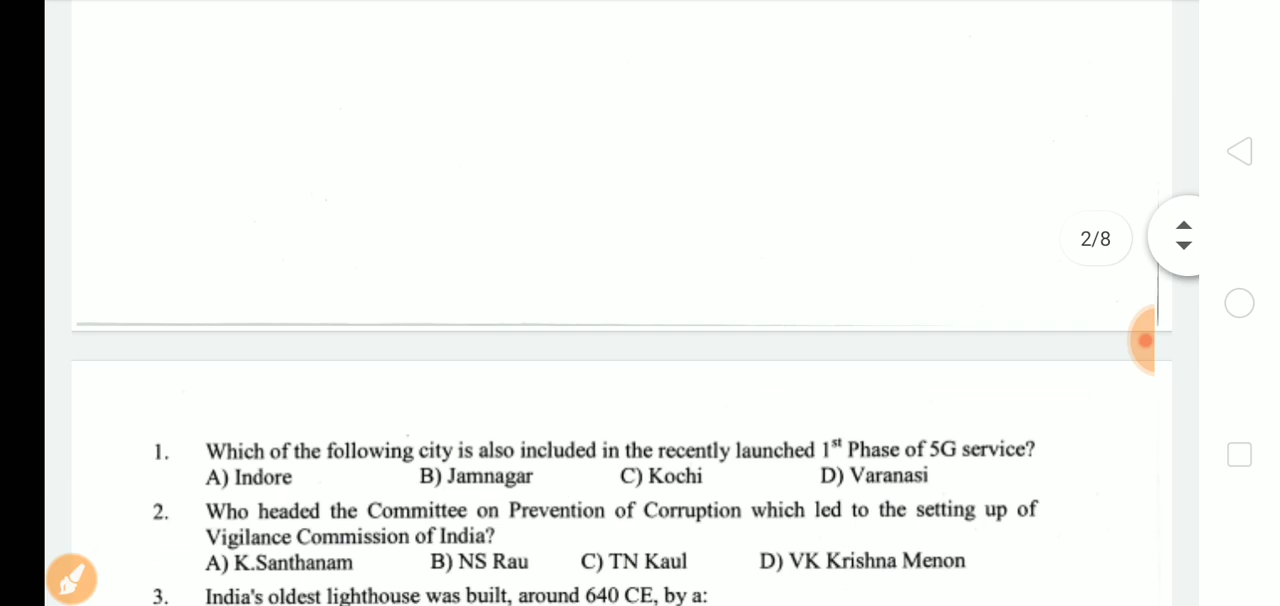 2/8
1. Which of the following city is also included in the recently launched 1st Phase of 5G service?
A) Indore B) Jamnagar C) Kochi D) Varanasi
2. Who headed the Committee on Prevention of Corruption which led to the setting up of
Vigilance Commission of India?
A) K.Santhanam B) NS Rau C) TN Kaul D) VK Krishna Menon
3. India's oldest lighthouse was built, around 640 CE, by a: